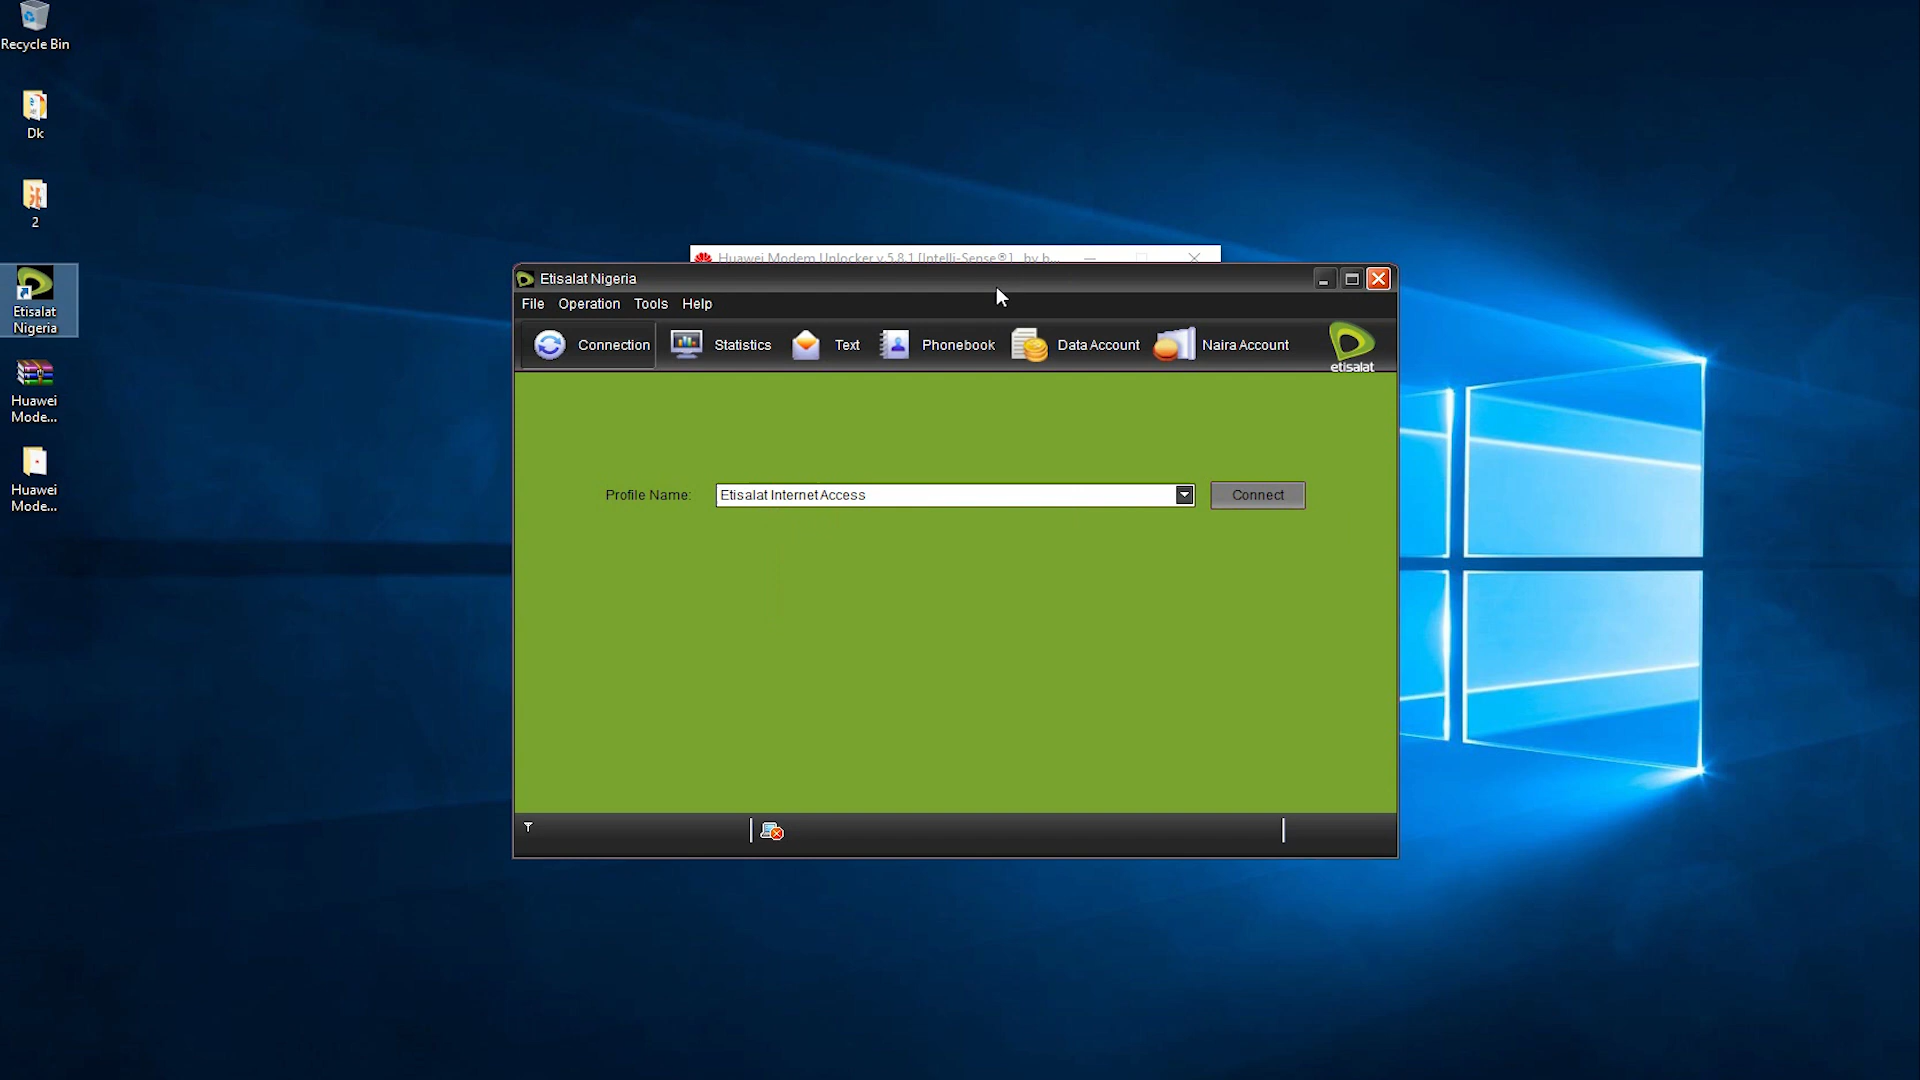 Recycle Bin
Dk
2
Etisalat
Nigeria
Huawei
Mode...
Huawei
Mode...
Huawei Modem Unlocker v.5.8.1 [Intelli-Sense®] , by b...
Etisalat Nigeria
File Operation Tools Help
Connection Statistics Text Phonebook Data Account Naira Account
etisalat
Profile Name: Etisalat Internet Access Connect